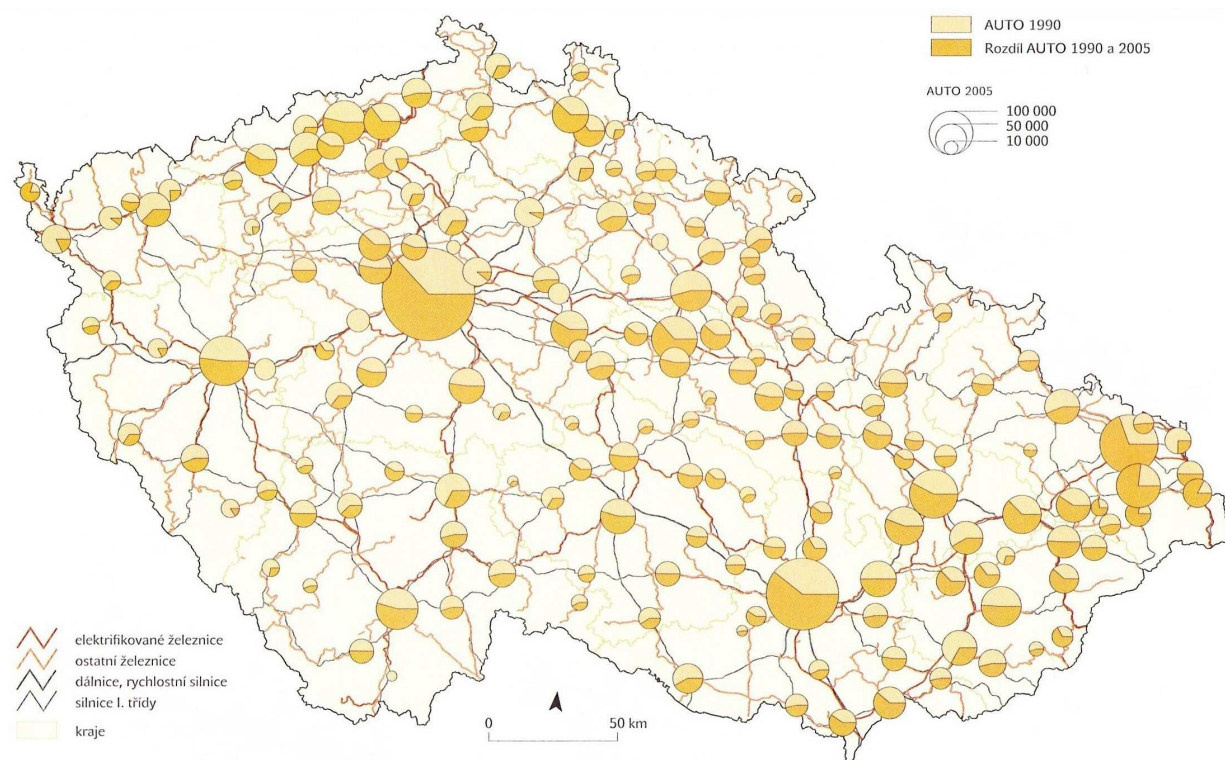 AUTO 1990
Rozdíl AUTO 1990 a 2005
AUTO 2005
100 000
50 000
10 000
elektrifikované železnice
ostatní železnice
dálnice, rychlostní silnice
silnice I. třídy
kraje
0 50 km